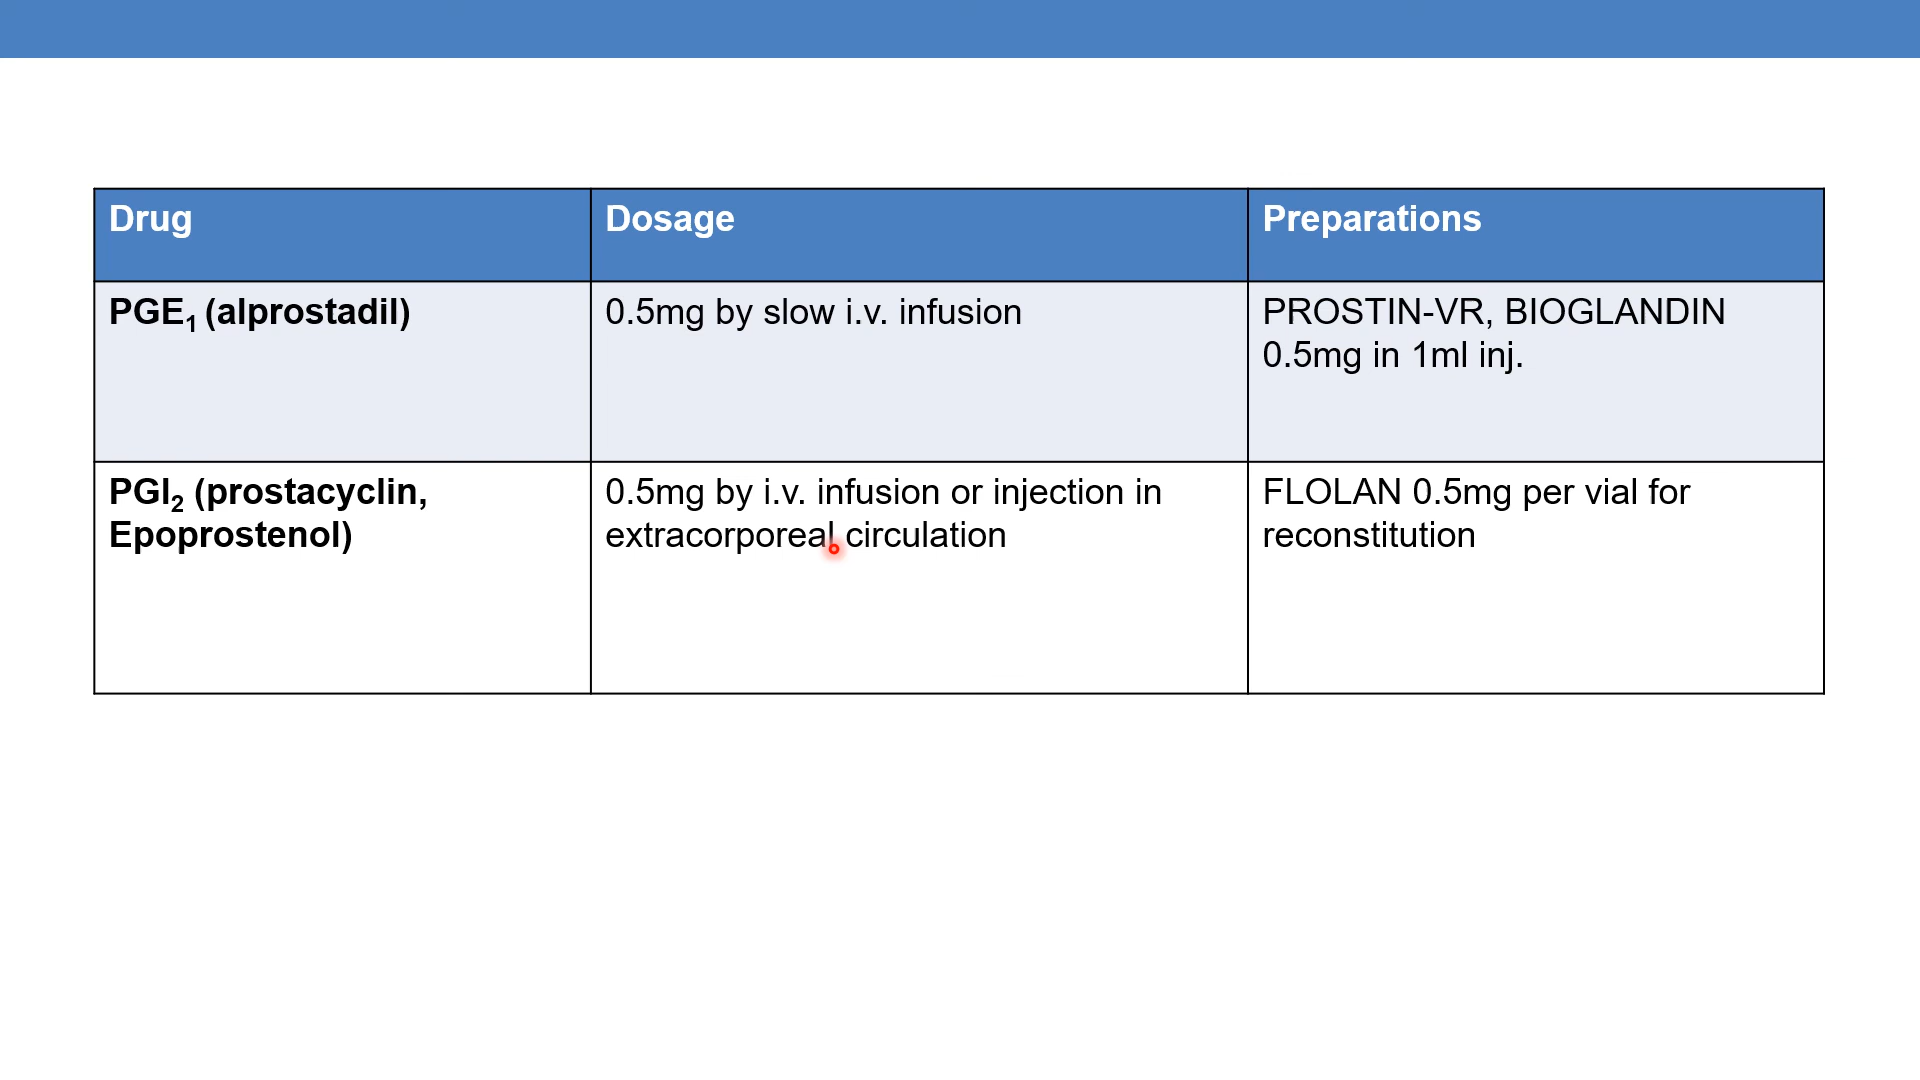 Drug
Dosage
Preparations
PGE₁ (alprostadil)
0.5mg by slow i.v. infusion
PROSTIN-VR, BIOGLANDIN
0.5mg in 1ml inj.
PGI₂ (prostacyclin,
Epoprostenol)
0.5mg by i.v. infusion or injection in
extracorporeal circulation
FLOLAN 0.5mg per vial for
reconstitution